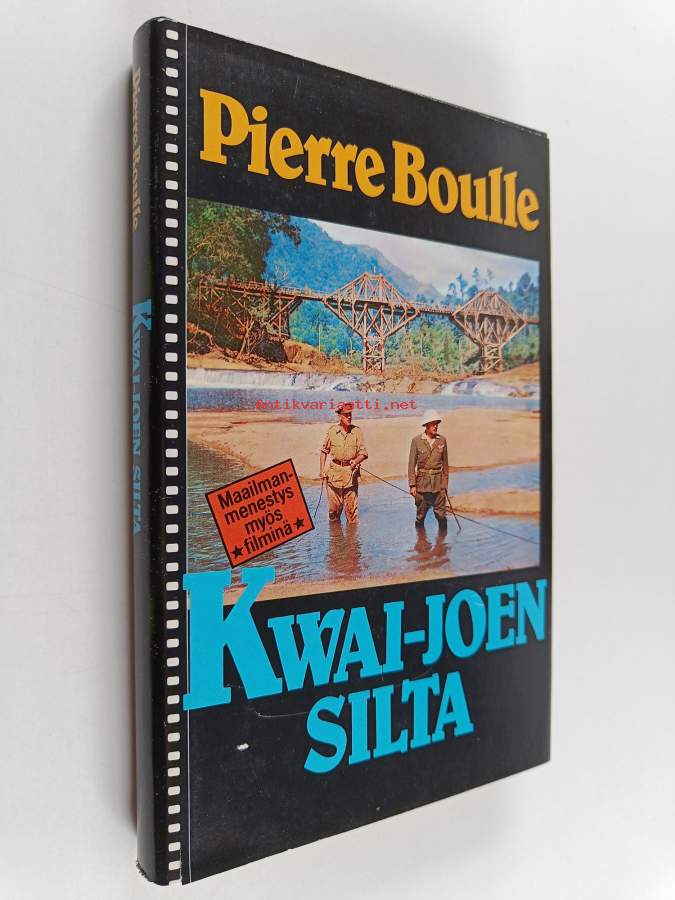 Pierre Boulle
antikvariaatti.net
Maailman-
menestys
myös
★ filminä ★
KWAI-JOEN
SILTA
Pierre Boulle
KWAI-JOEN SILTA